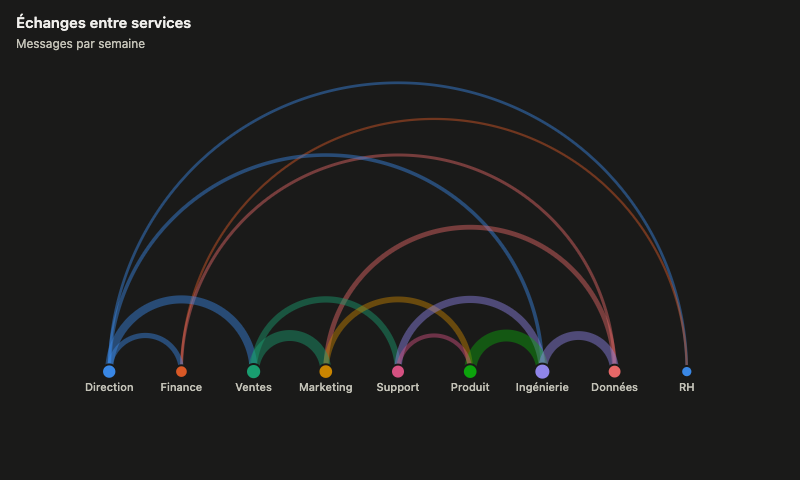 Échanges entre services
Messages par semaine
Direction Finance Ventes Marketing Support Produit Ingénierie Données RH